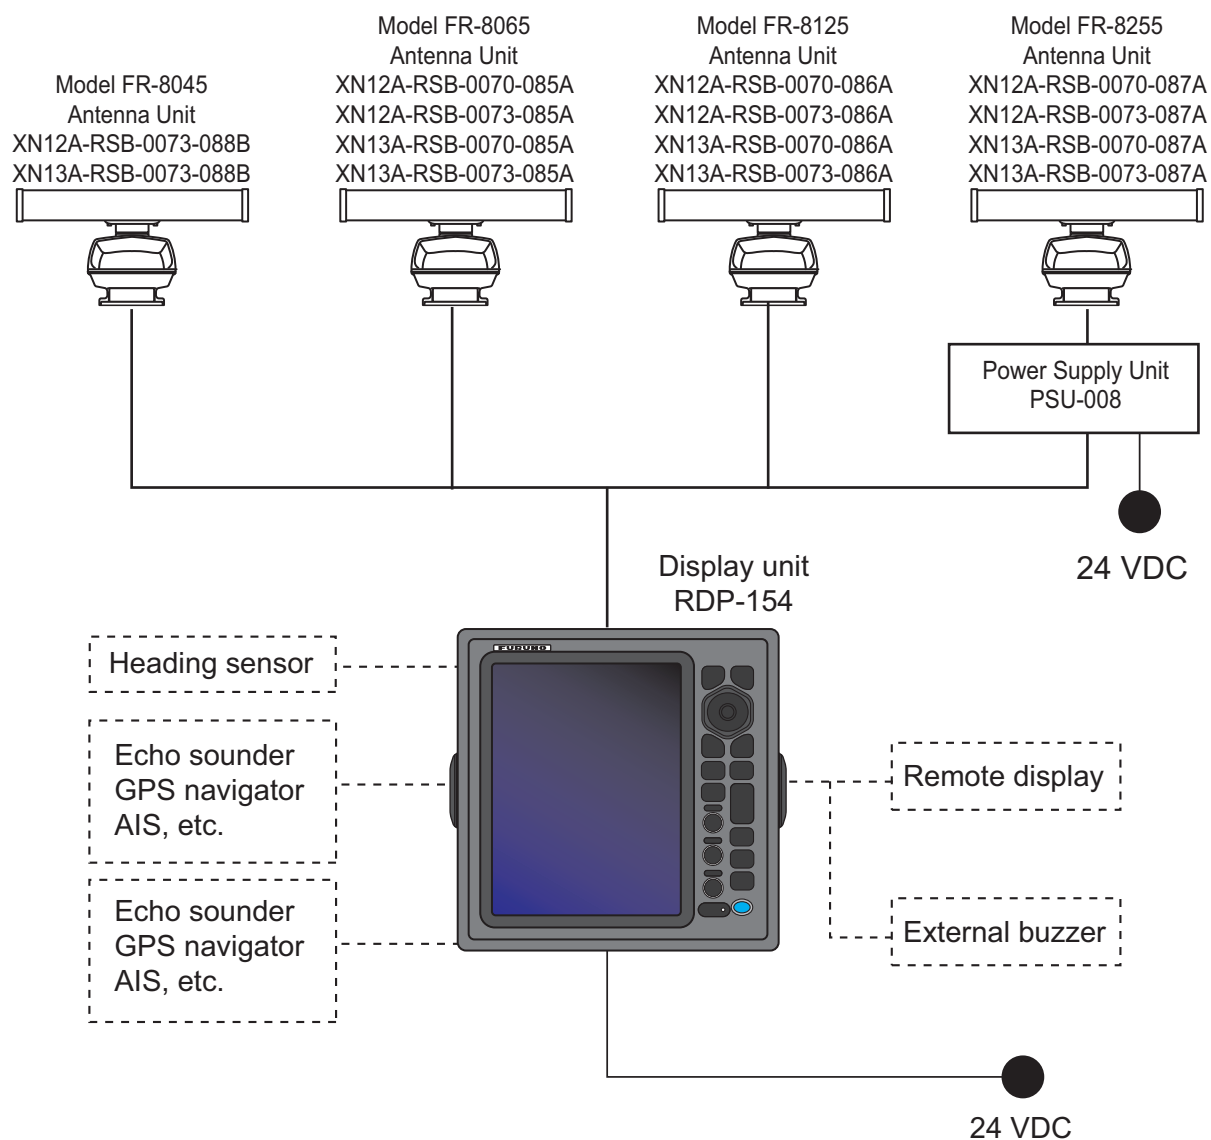 Model FR-8045
Antenna Unit
XN12A-RSB-0073-088B
XN13A-RSB-0073-088B
Model FR-8065
Antenna Unit
XN12A-RSB-0070-085A
XN12A-RSB-0073-085A
XN13A-RSB-0070-085A
XN13A-RSB-0073-085A
Model FR-8125
Antenna Unit
XN12A-RSB-0070-086A
XN12A-RSB-0073-086A
XN13A-RSB-0070-086A
XN13A-RSB-0073-086A
Model FR-8255
Antenna Unit
XN12A-RSB-0070-087A
XN12A-RSB-0073-087A
XN13A-RSB-0070-087A
XN13A-RSB-0073-087A
Power Supply Unit
PSU-008
24 VDC
Display unit
RDP-154
FURUNO
Heading sensor
Echo sounder
GPS navigator
AIS, etc.
Echo sounder
GPS navigator
AIS, etc.
Remote display
External buzzer
24 VDC